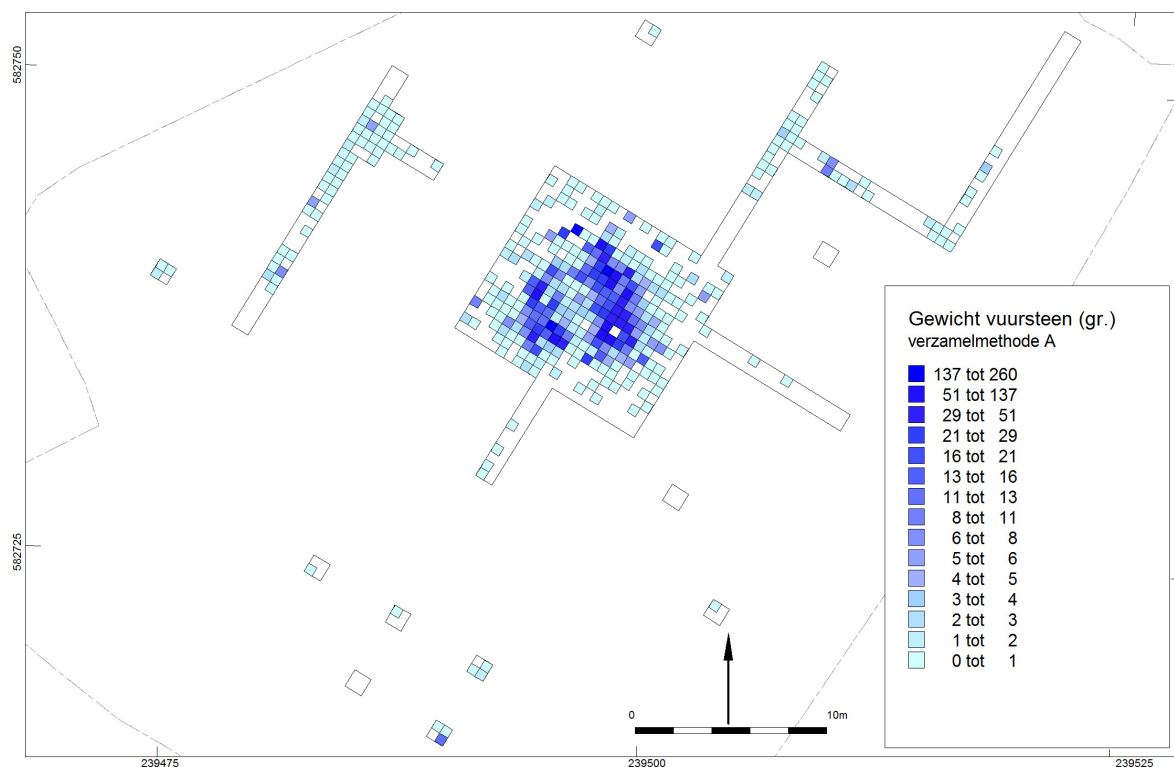 582750
582725
Gewicht vuursteen (gr.)
verzamelmethode A
137 tot 260
51 tot 137
29 tot 51
21 tot 29
16 tot 21
13 tot 16
11 tot 13
8 tot 11
6 tot 8
5 tot 6
4 tot 5
3 tot 4
2 tot 3
1 tot 2
0 tot 1
0 10m
239475 239500 239525